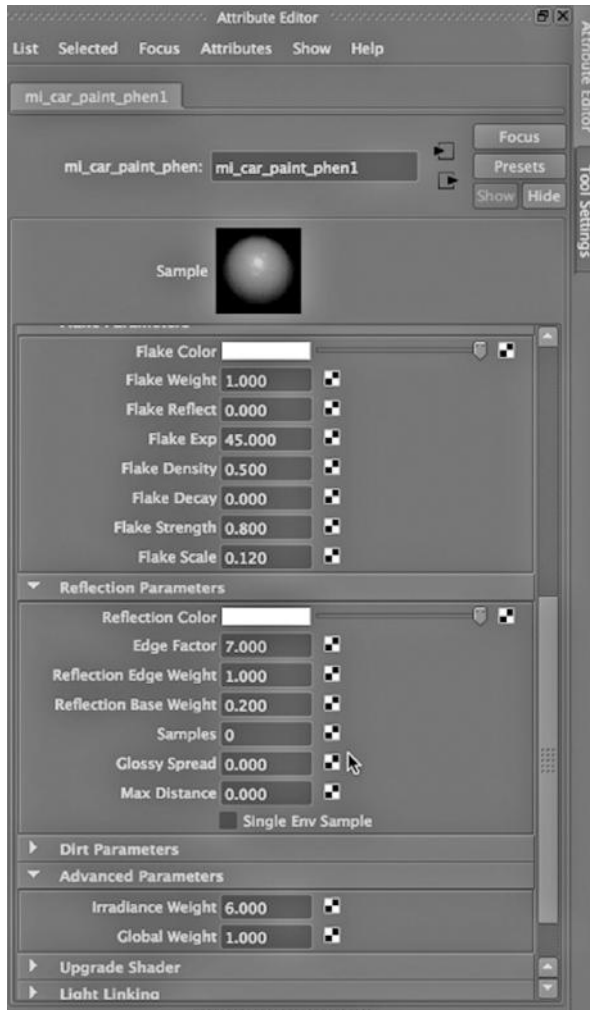 Attribute Editor
List Selected Focus Attributes Show Help
mi_car_paint_phen1
Focus
mi_car_paint_phen: mi_car_paint_phen1
Presets
Show Hide
Sample
Flake Parameters
Flake Color
Flake Weight 1.000
Flake Reflect 0.000
Flake Exp 45.000
Flake Density 0.500
Flake Decay 0.000
Flake Strength 0.800
Flake Scale 0.120
Reflection Parameters
Reflection Color
Edge Factor 7.000
Reflection Edge Weight 1.000
Reflection Base Weight 0.200
Samples 0
Glossy Spread 0.000
Max Distance 0.000
Single Env Sample
Dirt Parameters
Advanced Parameters
Irradiance Weight 6.000
Global Weight 1.000
Upgrade Shader
Light Linking
Attribute Editor
Tool Settings